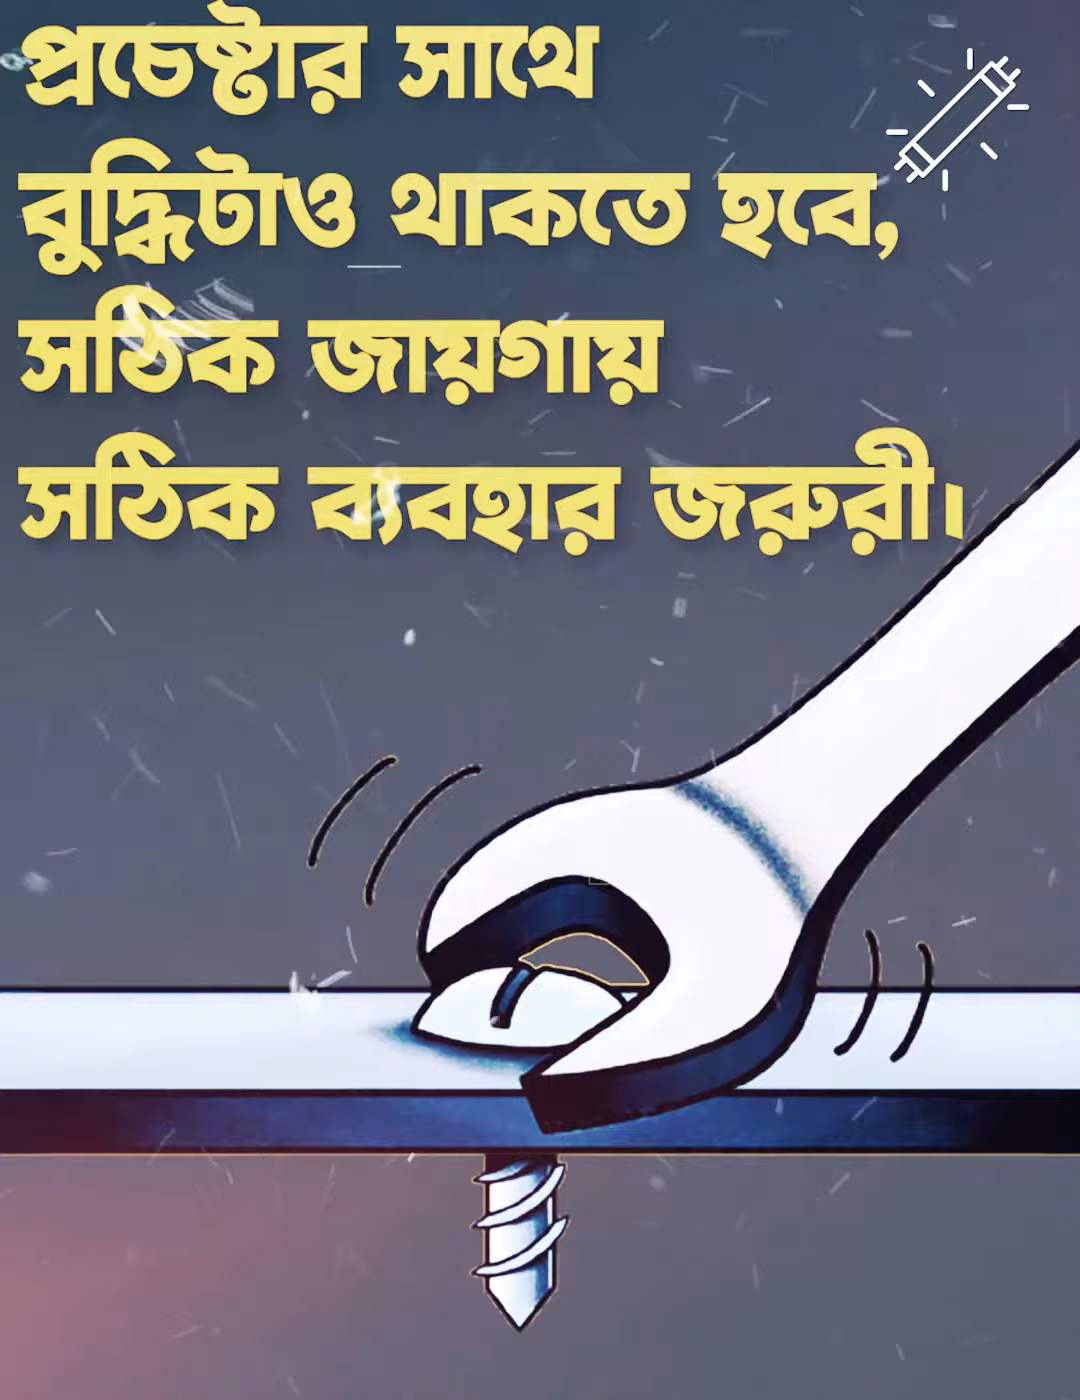 প্রচেষ্টার সাথে
বুদ্ধিটাও থাকতে হবে,
সঠিক জায়গায়
সঠিক ব্যবহার জরুরী।